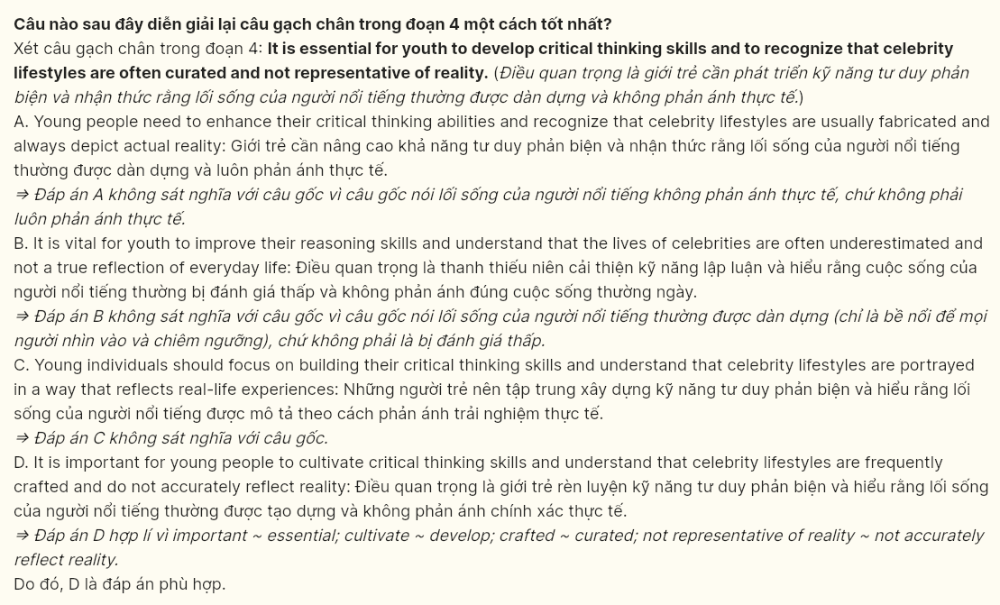 Câu nào sau đây diễn giải lại câu gạch chân trong đoạn 4 một cách tốt nhất?
Xét câu gạch chân trong đoạn 4: It is essential for youth to develop critical thinking skills and to recognize that celebrity
lifestyles are often curated and not representative of reality. (Điều quan trọng là giới trẻ cần phát triển kỹ năng tư duy phản
biện và nhận thức rằng lối sống của người nổi tiếng thường được dàn dựng và không phản ánh thực tế.)
A. Young people need to enhance their critical thinking abilities and recognize that celebrity lifestyles are usually fabricated and
always depict actual reality: Giới trẻ cần nâng cao khả năng tư duy phản biện và nhận thức rằng lối sống của người nổi tiếng
thường được dàn dựng và luôn phản ánh thực tế.
⇒ Đáp án A không sát nghĩa với câu gốc vì câu gốc nói lối sống của người nổi tiếng không phản ánh thực tế, chứ không phải
luôn phản ánh thực tế.
B. It is vital for youth to improve their reasoning skills and understand that the lives of celebrities are often underestimated and
not a true reflection of everyday life: Điều quan trọng là thanh thiếu niên cải thiện kỹ năng lập luận và hiểu rằng cuộc sống của
người nổi tiếng thường bị đánh giá thấp và không phản ánh đúng cuộc sống thường ngày.
⇒ Đáp án B không sát nghĩa với câu gốc vì câu gốc nói lối sống của người nổi tiếng thường được dàn dựng (chỉ là bề nổi để mọi
người nhìn vào và chiêm ngưỡng), chứ không phải là bị đánh giá thấp.
C. Young individuals should focus on building their critical thinking skills and understand that celebrity lifestyles are portrayed
in a way that reflects real-life experiences: Những người trẻ nên tập trung xây dựng kỹ năng tư duy phản biện và hiểu rằng lối
sống của người nổi tiếng được mô tả theo cách phản ánh trải nghiệm thực tế.
⇒ Đáp án C không sát nghĩa với câu gốc.
D. It is important for young people to cultivate critical thinking skills and understand that celebrity lifestyles are frequently
crafted and do not accurately reflect reality: Điều quan trọng là giới trẻ rèn luyện kỹ năng tư duy phản biện và hiểu rằng lối sống
của người nổi tiếng thường được tạo dựng và không phản ánh chính xác thực tế.
⇒ Đáp án D hợp lí vì important ~ essential; cultivate ~ develop; crafted ~ curated; not representative of reality ~ not accurately
reflect reality.
Do đó, D là đáp án phù hợp.